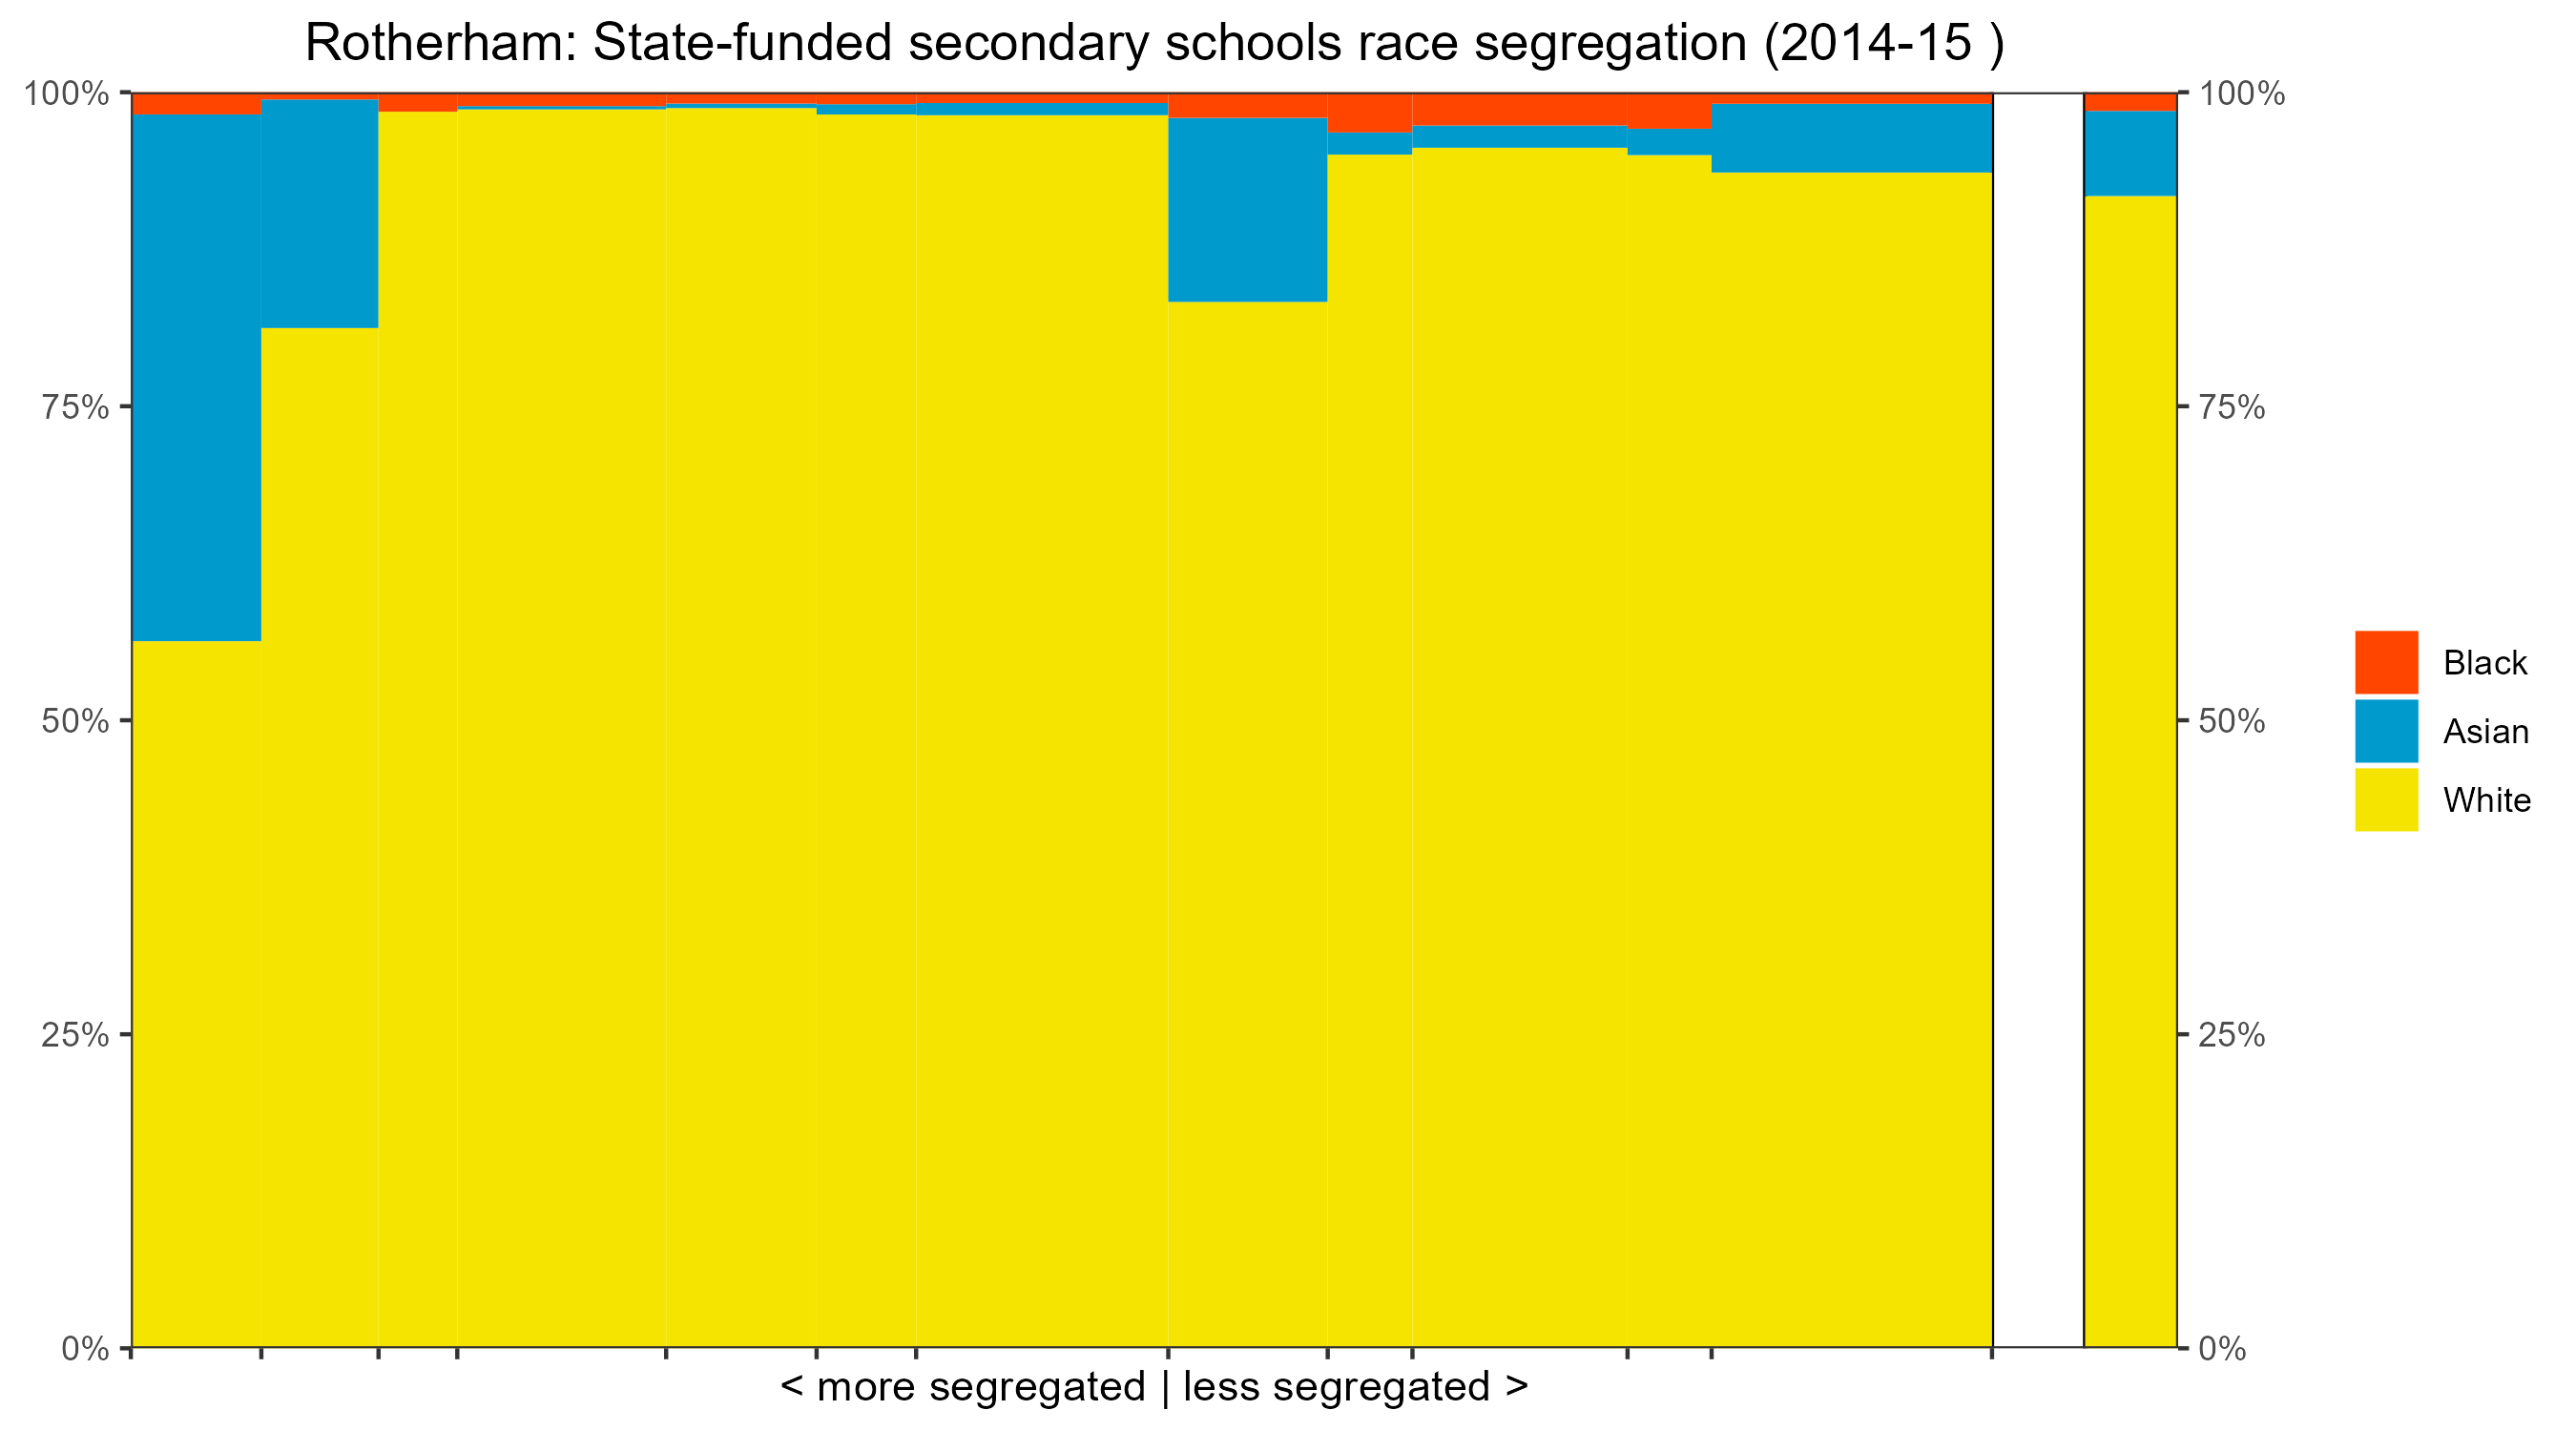 Rotherham: State-funded secondary schools race segregation (2014-15 )
100%
100%
75%
75%
50%
50%
25%
25%
0%
0%
Black
Asian
White
< more segregated | less segregated >